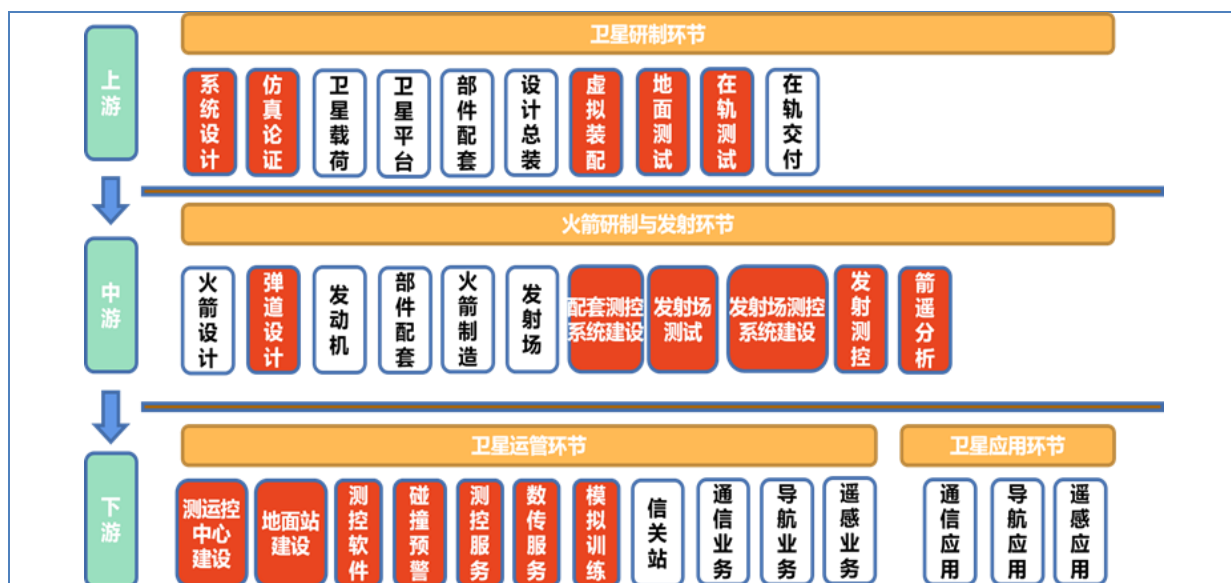 上游
卫星研制环节
系统设计
仿真论证
卫星载荷
卫星平台
部件配套
设计总装
虚拟装配
地面测试
在轨测试
在轨交付
中游
火箭研制与发射环节
火箭设计
弹道设计
发动机
部件配套
火箭制造
发射场
配套测控
系统建设
发射场
测试
发射场测控
系统建设
发射测控
箭遥分析
下游
卫星运管环节
测运控
中心
建设
地面站
建设
测控软件
碰撞预警
测控服务
数传服务
模拟训练
信关站
通信业务
导航业务
遥感业务
卫星应用环节
通信应用
导航应用
遥感应用